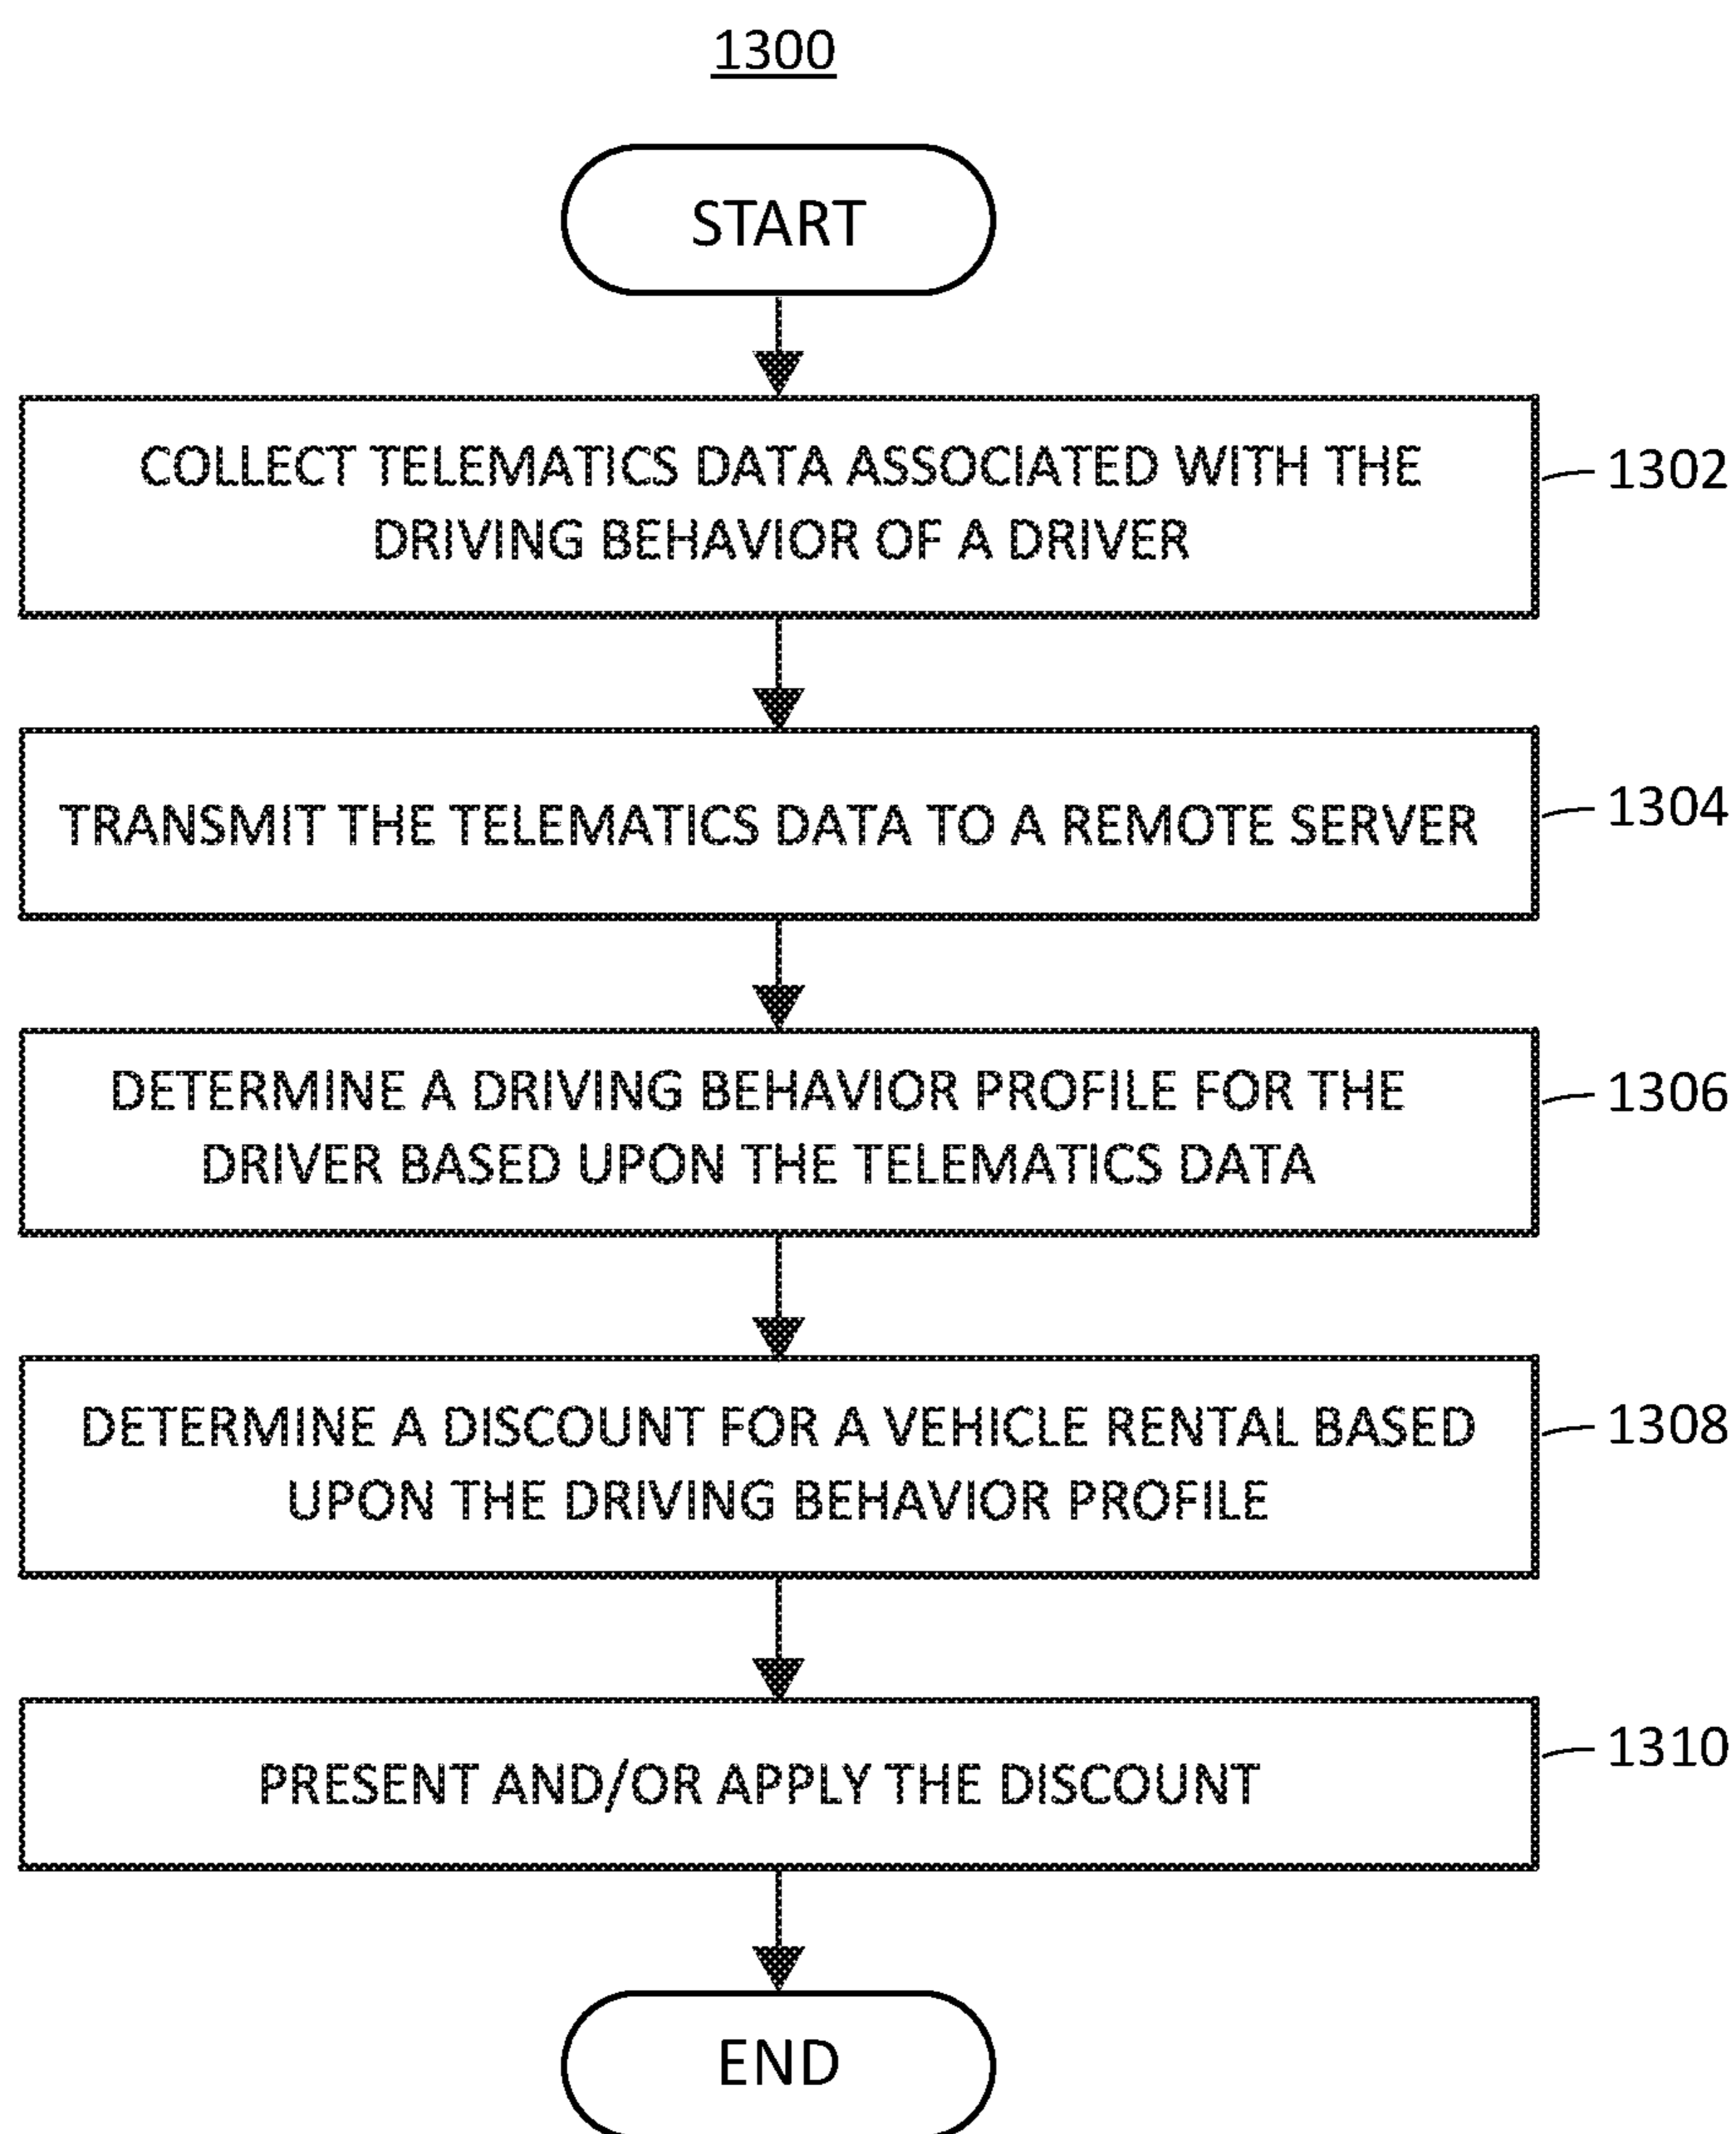 1300
START
COLLECT TELEMATICS DATA ASSOCIATED WITH THE
DRIVING BEHAVIOR OF A DRIVER
1302
TRANSMIT THE TELEMATICS DATA TO A REMOTE SERVER
1304
DETERMINE A DRIVING BEHAVIOR PROFILE FOR THE
DRIVER BASED UPON THE TELEMATICS DATA
1306
DETERMINE A DISCOUNT FOR A VEHICLE RENTAL BASED
UPON THE DRIVING BEHAVIOR PROFILE
1308
PRESENT AND/OR APPLY THE DISCOUNT
1310
END